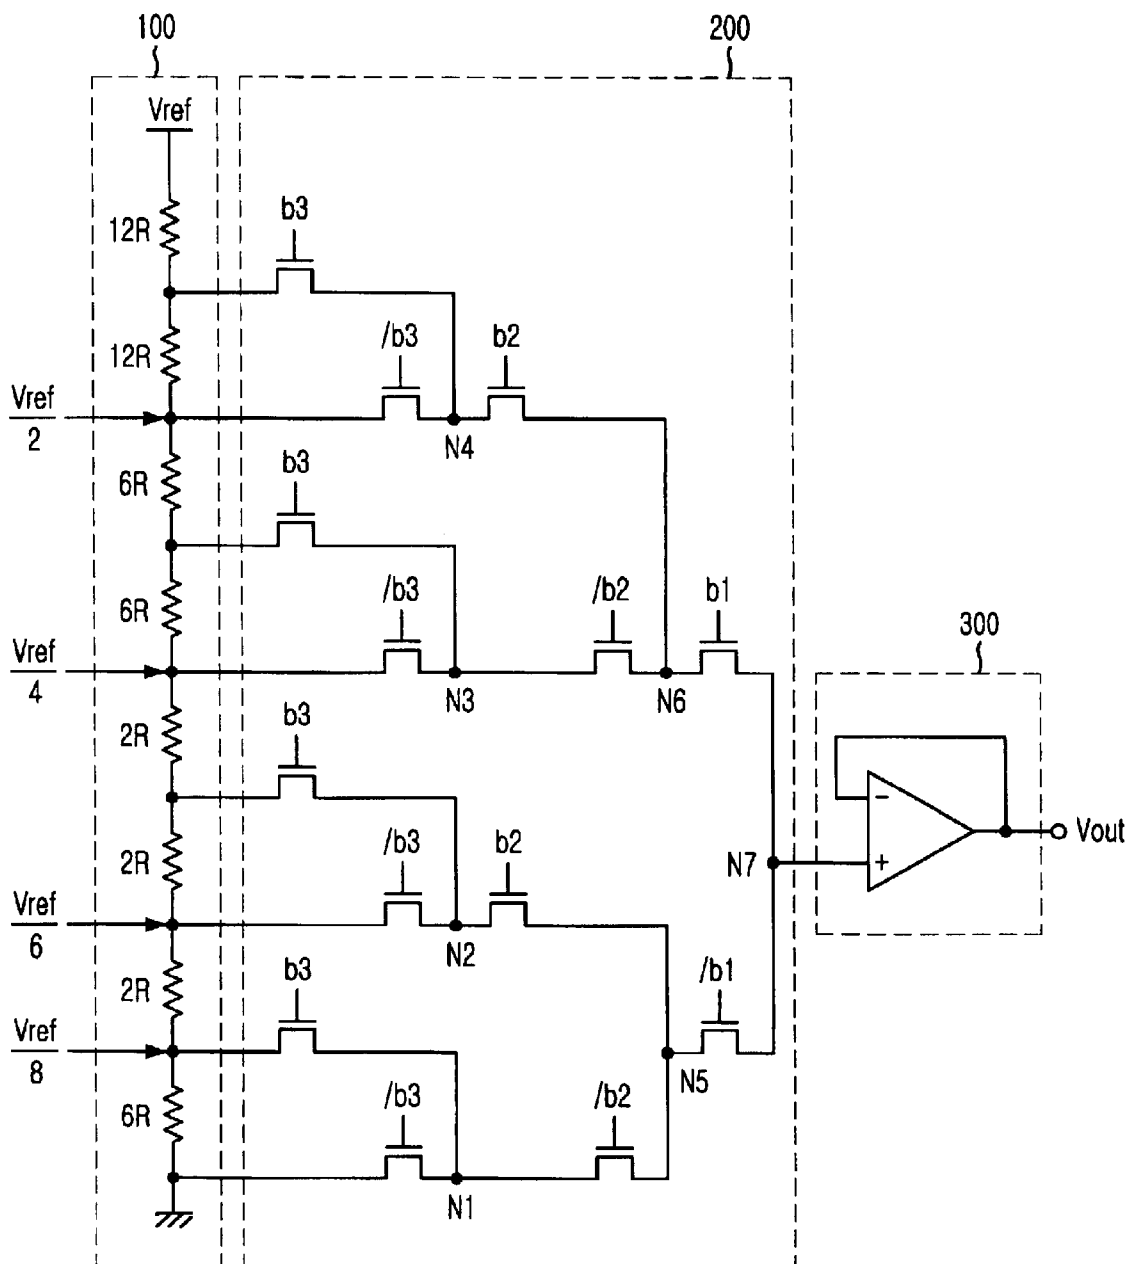 100
200
Vref
12R
b3
12R
/b3
b2
Vref
2
N4
6R
b3
6R
/b3
/b2
b1
300
Vref
4
N3
N6
2R
b3
2R
/b3
b2
N7
−
+
Vout
Vref
6
N2
2R
b3
/b1
Vref
8
N5
6R
/b3
/b2
N1